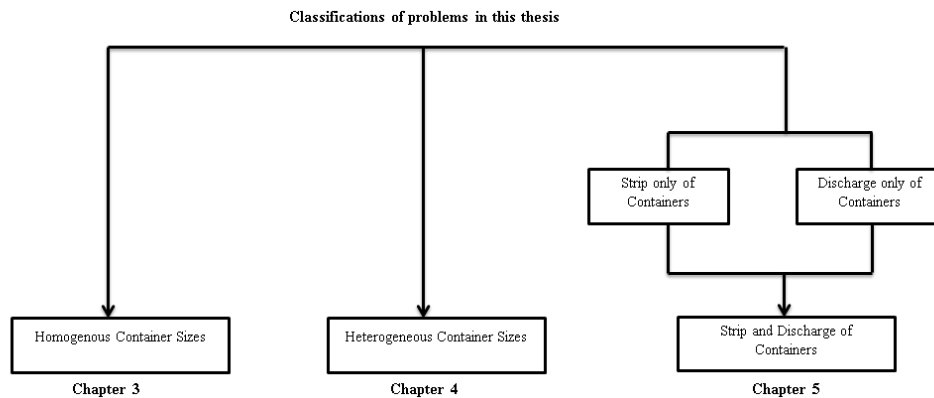 Classifications of problems in this thesis
Strip only of
Containers
Discharge only of
Containers
Homogenous Container Sizes
Heterogeneous Container Sizes
Strip and Discharge of
Containers
Chapter 3
Chapter 4
Chapter 5